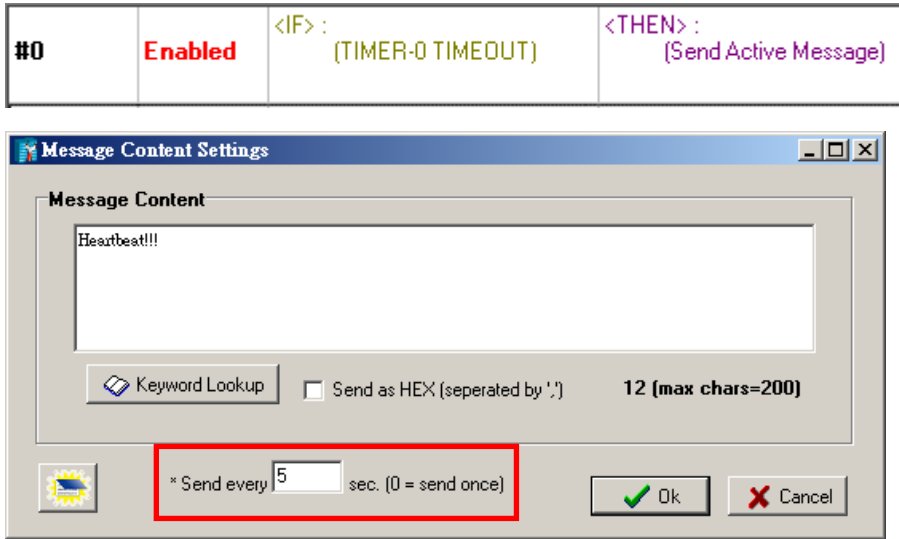 #0 Enabled <IF> : (TIMER-0 TIMEOUT) <THEN> : (Send Active Message)
Message Content Settings
Message Content
Heartbeat!!!
Keyword Lookup
Send as HEX (seperated by ',')
12 (max chars=200)
* Send every 5 sec. (0 = send once)
Ok
Cancel